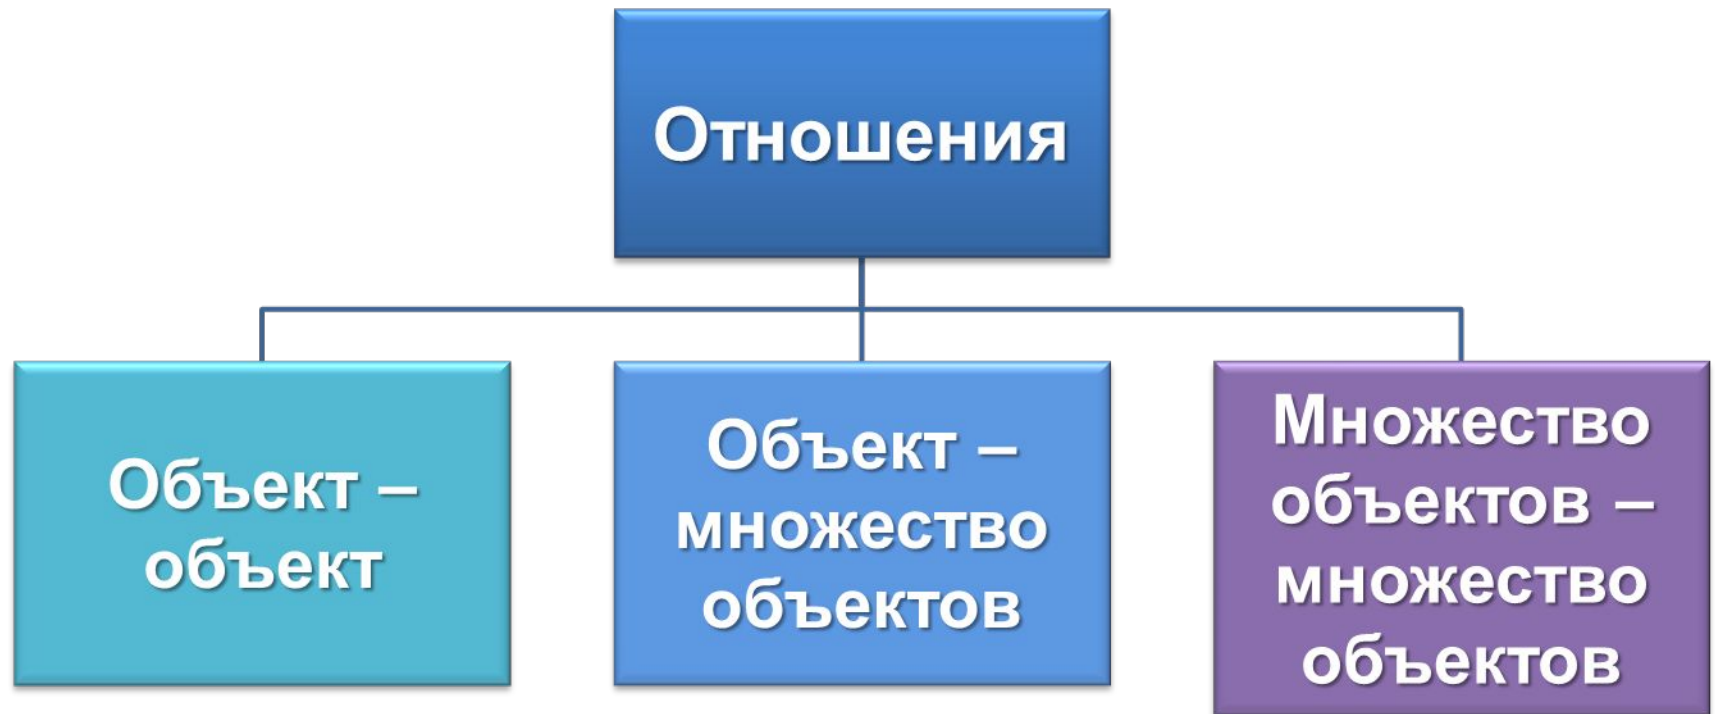 Отношения
Объект –
объект
Объект –
множество
объектов
Множество
объектов –
множество
объектов